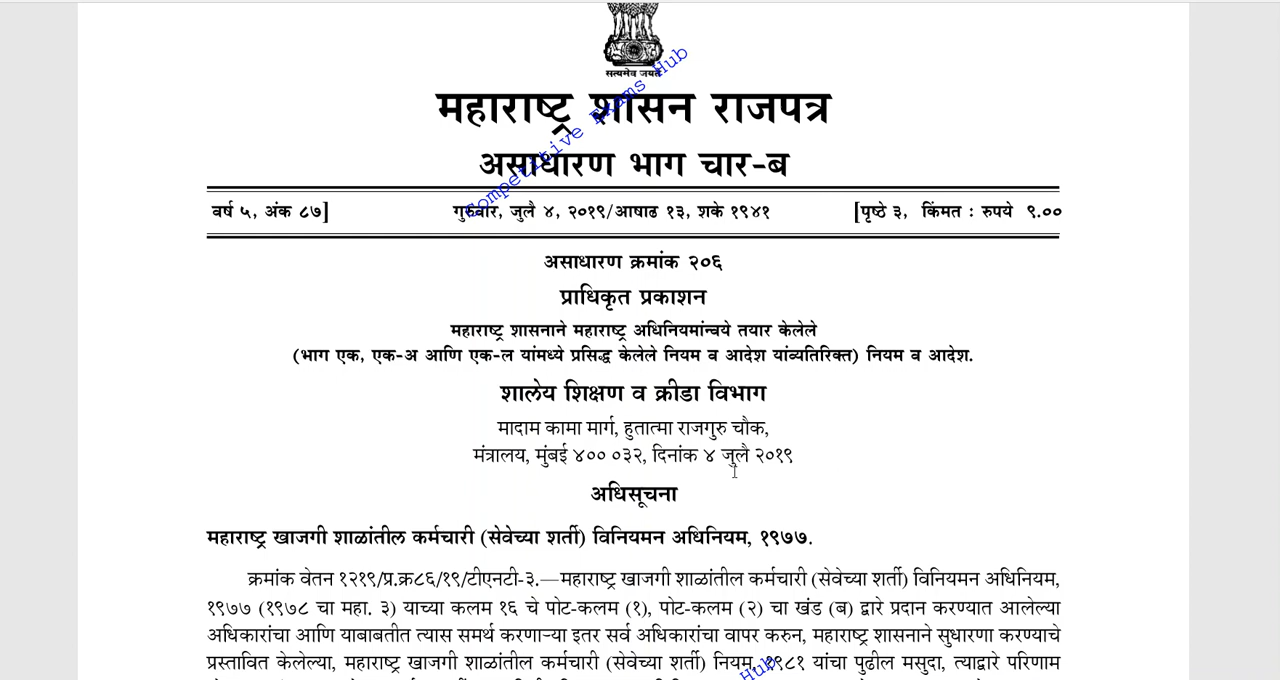 सत्यमेव जयते
महाराष्ट्र शासन राजपत्र
असाधारण भाग चार-ब
वर्ष ५, अंक ८७]
गुरुवार, जुलै ४, २०१९/आषाढ १३, शके १९४१
[पृष्ठे ३, किंमत : रुपये ९.००
असाधारण क्रमांक २०६
प्राधिकृत प्रकाशन
महाराष्ट्र शासनाने महाराष्ट्र अधिनियमांन्वये तयार केलेले
(भाग एक, एक-अ आणि एक-ल यांमध्ये प्रसिद्ध केलेले नियम व आदेश यांव्यतिरिक्त) नियम व आदेश.
शालेय शिक्षण व क्रीडा विभाग
मादाम कामा मार्ग, हुतात्मा राजगुरु चौक,
मंत्रालय, मुंबई ४०० ०३२, दिनांक ४ जुलै २०१९
अधिसूचना
महाराष्ट्र खाजगी शाळांतील कर्मचारी (सेवेच्या शर्ती) विनियमन अधिनियम, १९७७.
क्रमांक वेतन १२१९/प्र.क्र८६/१९/टीएनटी-३.—महाराष्ट्र खाजगी शाळांतील कर्मचारी (सेवेच्या शर्ती) विनियमन अधिनियम,
१९७७ (१९७८ चा महा. ३) याच्या कलम १६ चे पोट-कलम (१), पोट-कलम (२) चा खंड (ब) द्वारे प्रदान करण्यात आलेल्या
अधिकारांचा आणि याबाबतीत त्यास समर्थ करणाऱ्या इतर सर्व अधिकारांचा वापर करुन, महाराष्ट्र शासनाने सुधारणा करण्याचे
प्रस्तावित केलेल्या, महाराष्ट्र खाजगी शाळांतील कर्मचारी (सेवेच्या शर्ती) नियम, १९८१ यांचा पुढील मसुदा, त्याद्वारे परिणाम
Competitive Exams Hub
Hub